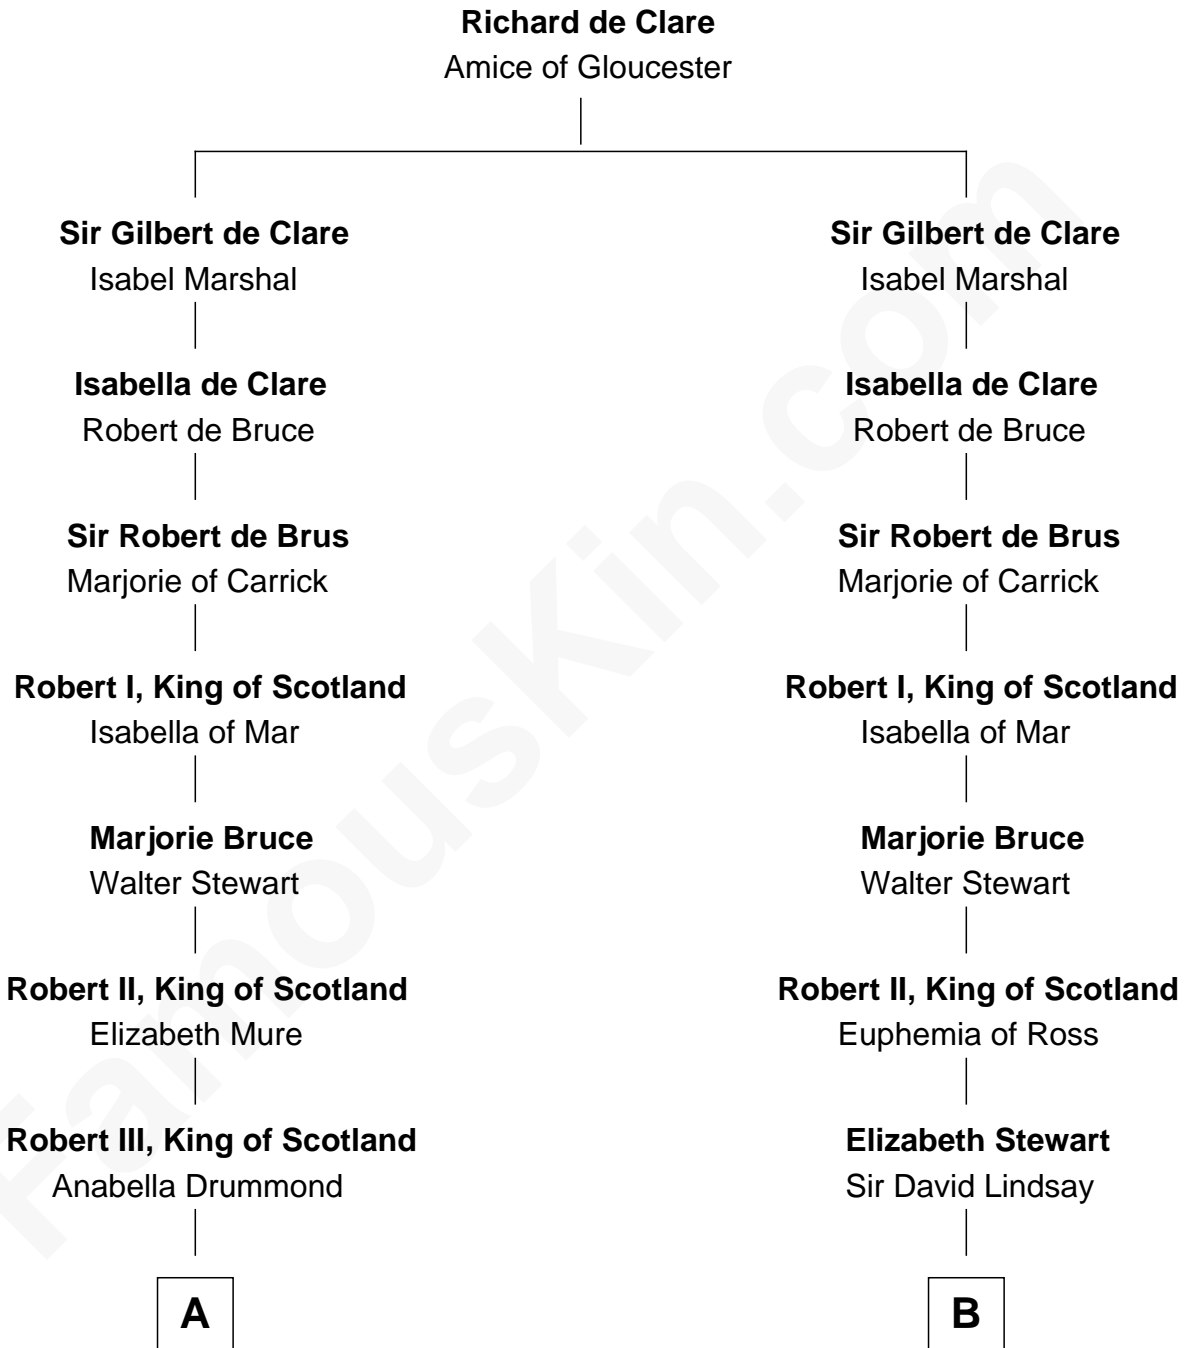 Richard de Clare
Amice of Gloucester
Sir Gilbert de Clare
Isabel Marshal
Isabella de Clare
Robert de Bruce
Sir Robert de Brus
Marjorie of Carrick
Robert I, King of Scotland
Isabella of Mar
Marjorie Bruce
Walter Stewart
Robert II, King of Scotland
Elizabeth Mure
Robert III, King of Scotland
Anabella Drummond
A
Sir Gilbert de Clare
Isabel Marshal
Isabella de Clare
Robert de Bruce
Sir Robert de Brus
Marjorie of Carrick
Robert I, King of Scotland
Isabella of Mar
Marjorie Bruce
Walter Stewart
Robert II, King of Scotland
Euphemia of Ross
Elizabeth Stewart
Sir David Lindsay
B
FamousKin.com